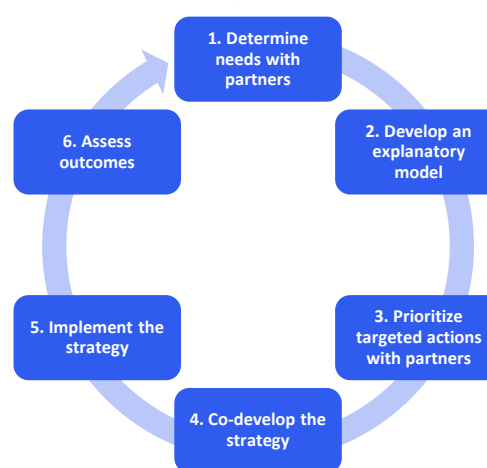 1. Determine
needs with
partners
2. Develop an
explanatory
model
3. Prioritize
targeted actions
with partners
4. Co-develop the
strategy
5. Implement the
strategy
6. Assess
outcomes